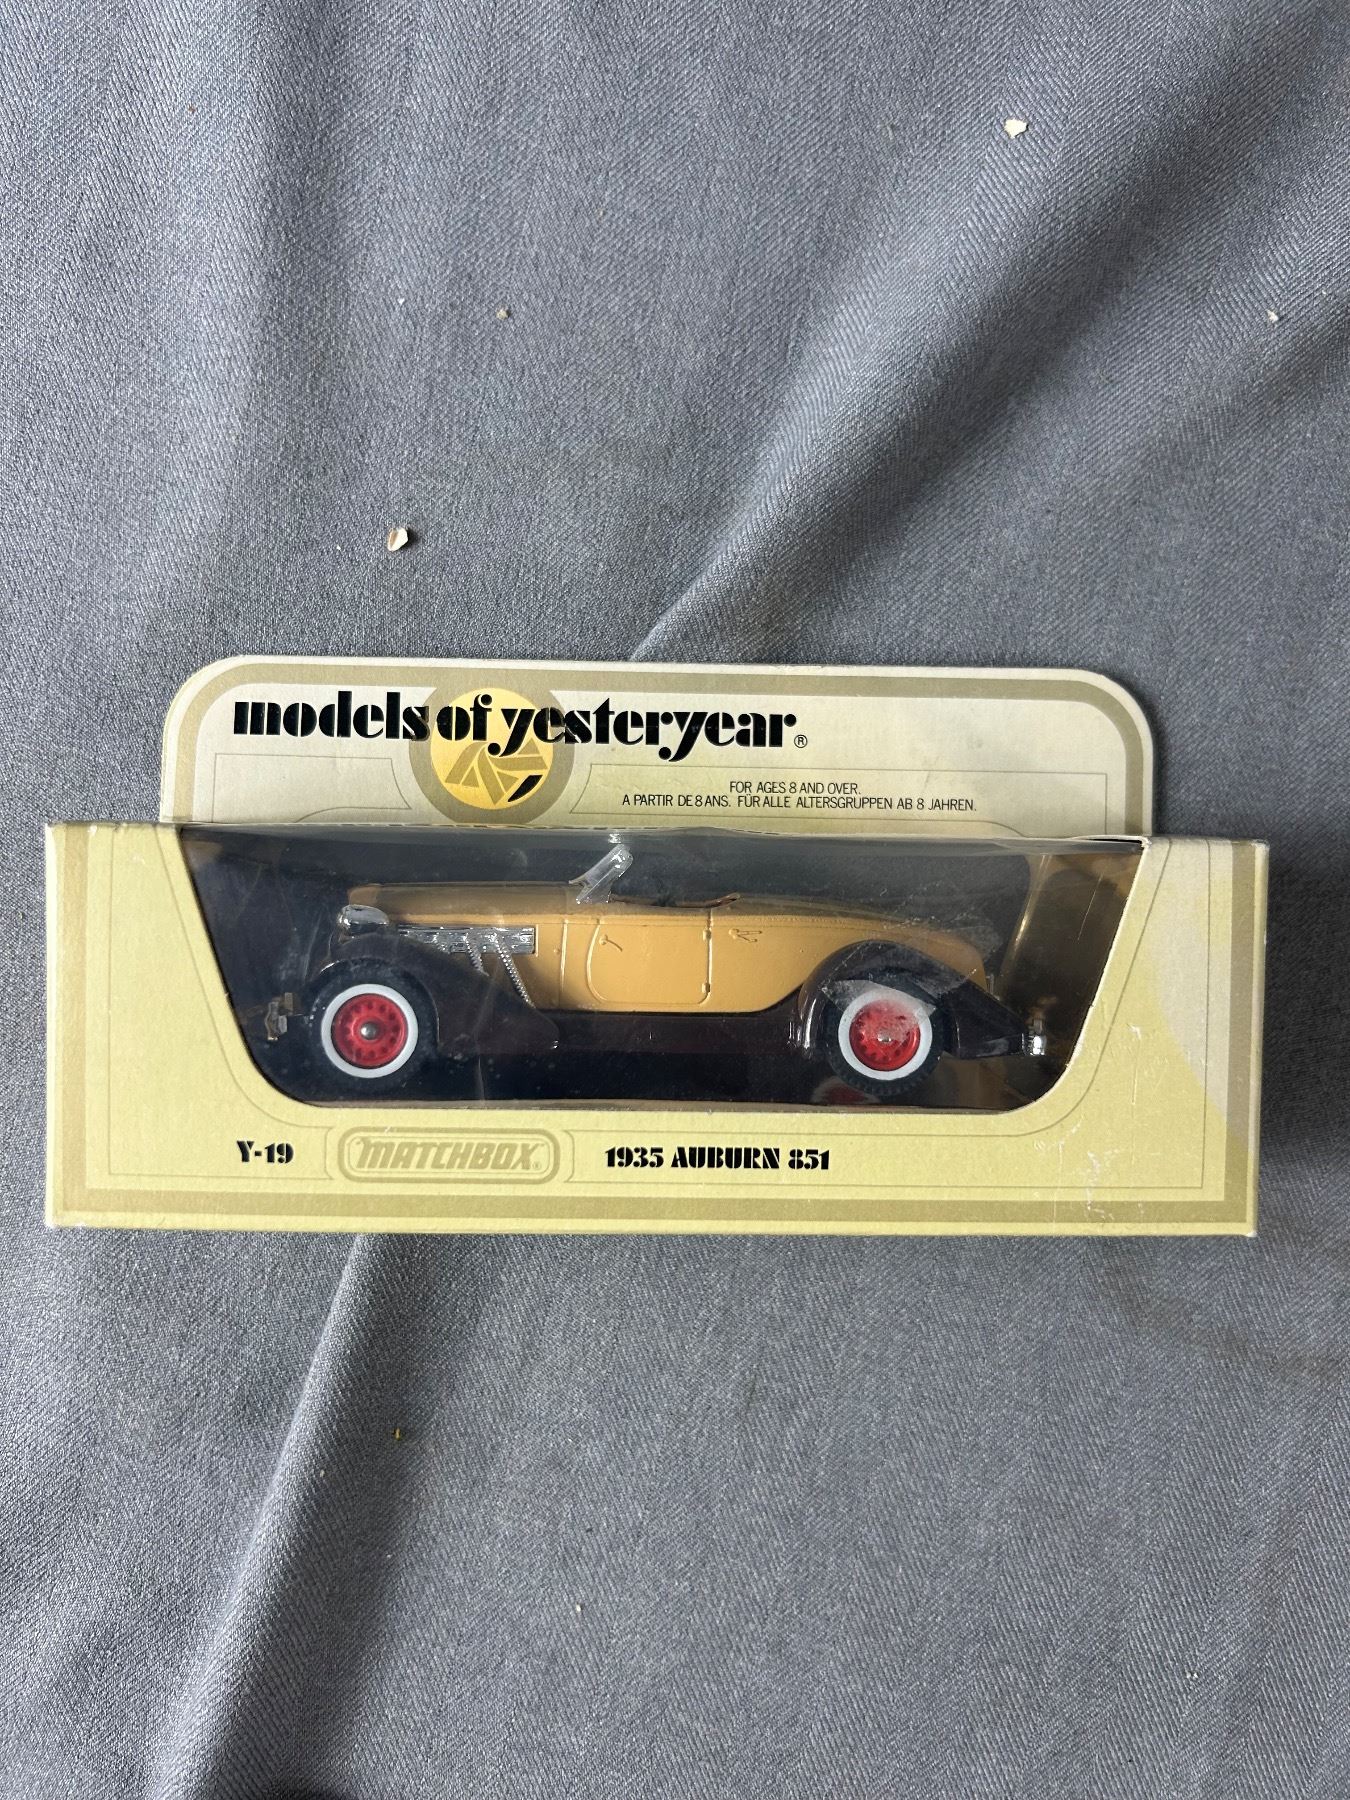 models of yesteryear®
FOR AGES 8 AND OVER.
A PARTIR DE 8 ANS. FÜR ALLE ALTERSGRUPPEN AB 8 JAHREN.
Y-19 MATCHBOX® 1935 AUBURN 851